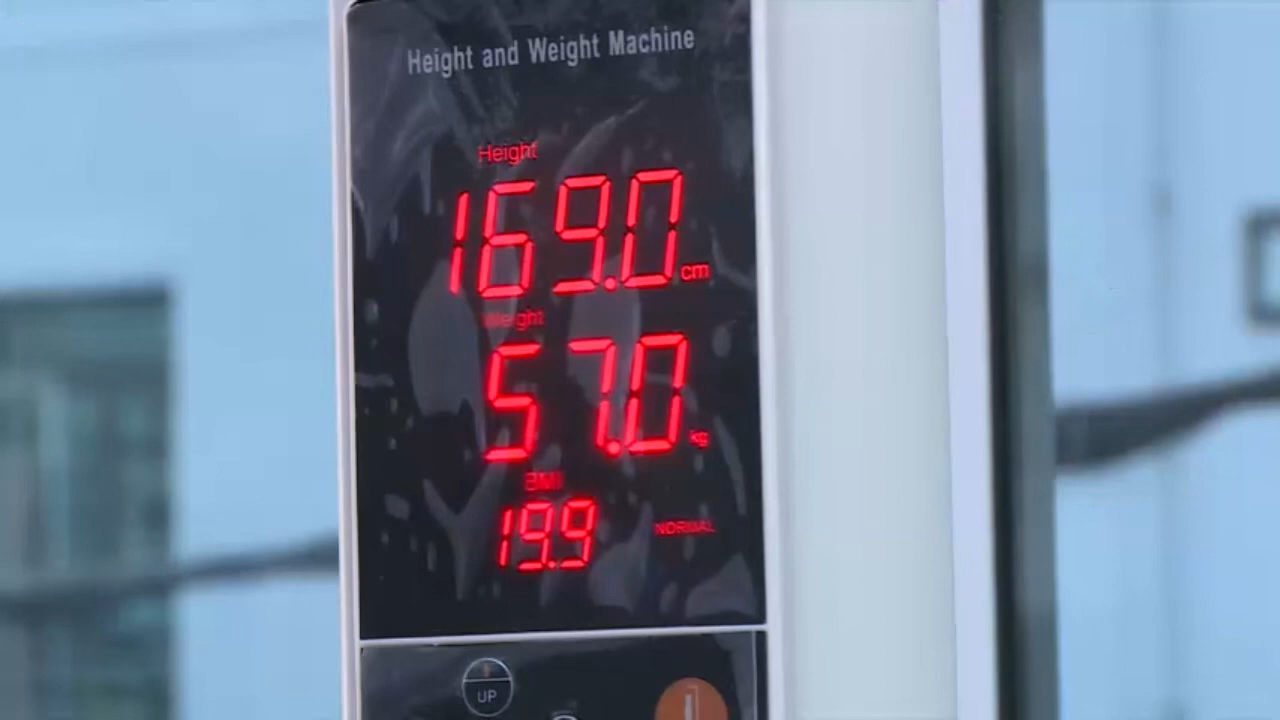 Height and Weight Machine
Height
169.0 cm
Weight
57.0 kg
BMI
19.9 NORMAL
UP